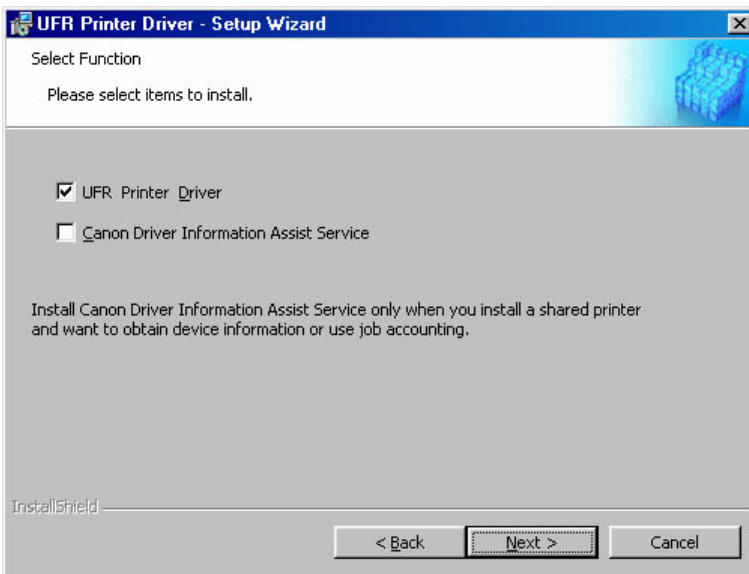 UFR Printer Driver - Setup Wizard
Select Function
Please select items to install.
UFR Printer Driver
Canon Driver Information Assist Service
Install Canon Driver Information Assist Service only when you install a shared printer
and want to obtain device information or use job accounting.
InstallShield
< Back Next > Cancel